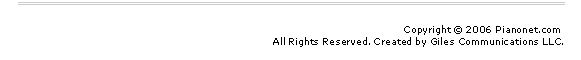 Copyright © 2006 Pianonet.com
All Rights Reserved. Created by Giles Communications LLC.